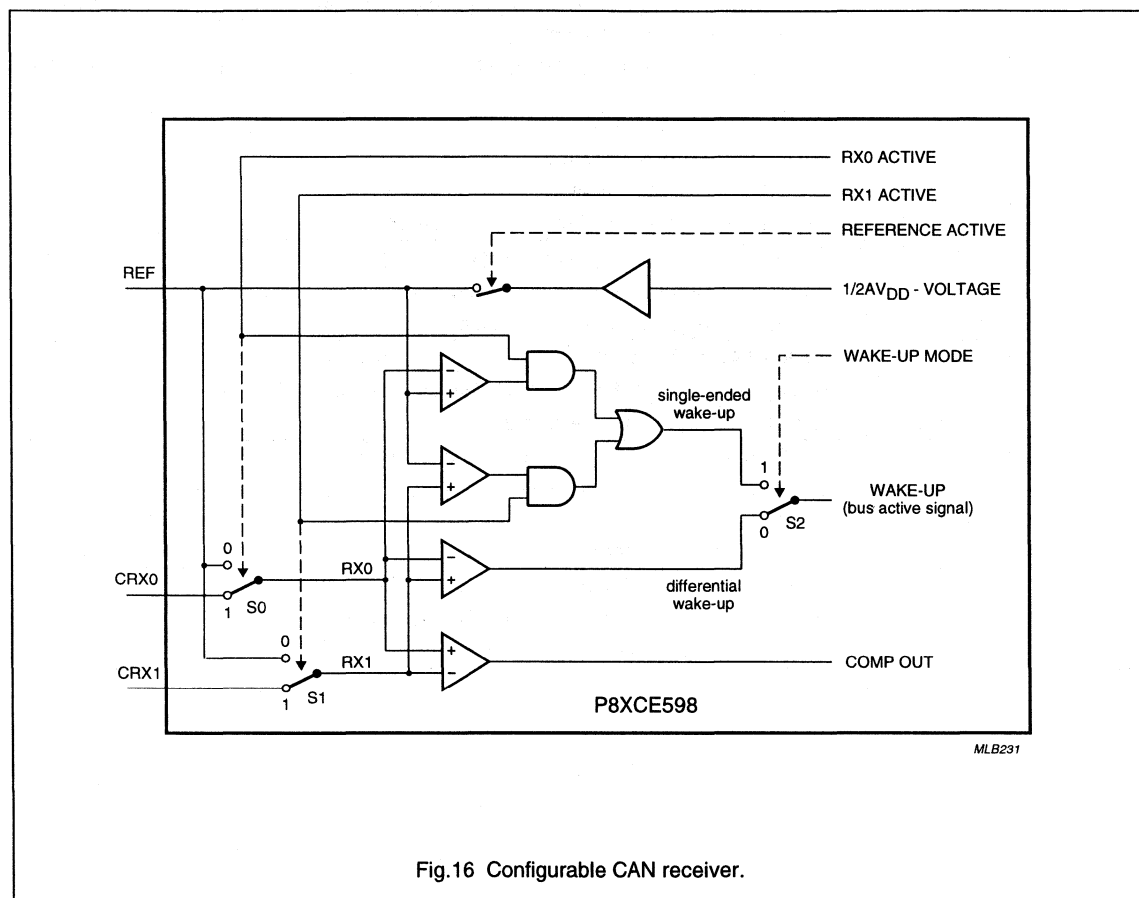 RX0 ACTIVE
RX1 ACTIVE
REFERENCE ACTIVE
REF
1/2AVDD - VOLTAGE
WAKE-UP MODE
−
+
single-ended
wake-up
−
+
1
WAKE-UP
(bus active signal)
S2
0
0
CRX0
RX0
−
+
differential
wake-up
1
S0
0
CRX1
RX1
+
−
COMP OUT
1
S1
P8XCE598
MLB231
Fig.16 Configurable CAN receiver.